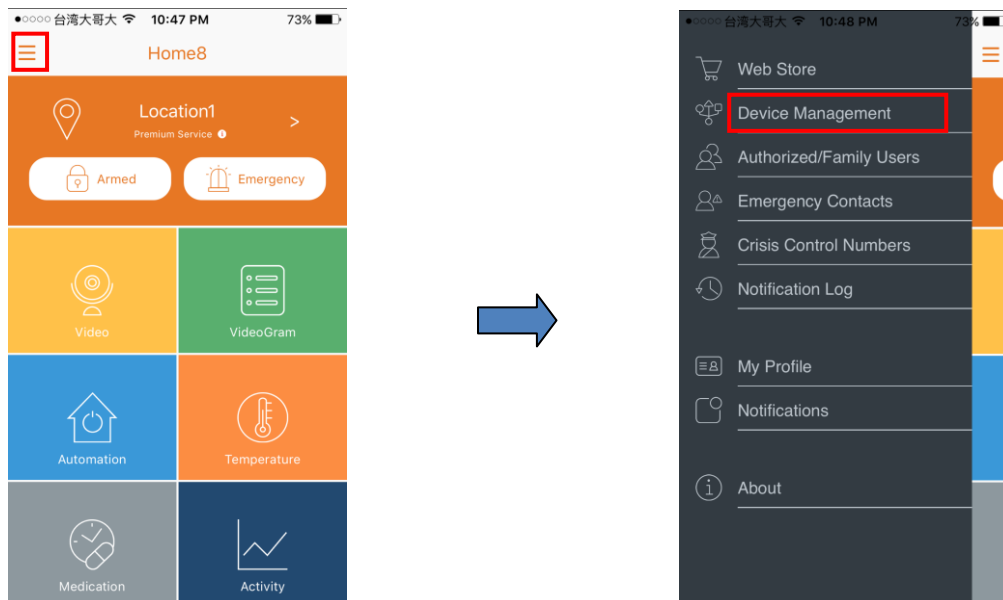 台湾大哥大 10:47 PM 73%
Home8
Location1 >
Premium Service
Armed
Emergency
Video
VideoGram
Automation
Temperature
Medication
Activity
台湾大哥大 10:48 PM 73%
Web Store
Device Management
Authorized/Family Users
Emergency Contacts
Crisis Control Numbers
Notification Log
My Profile
Notifications
About